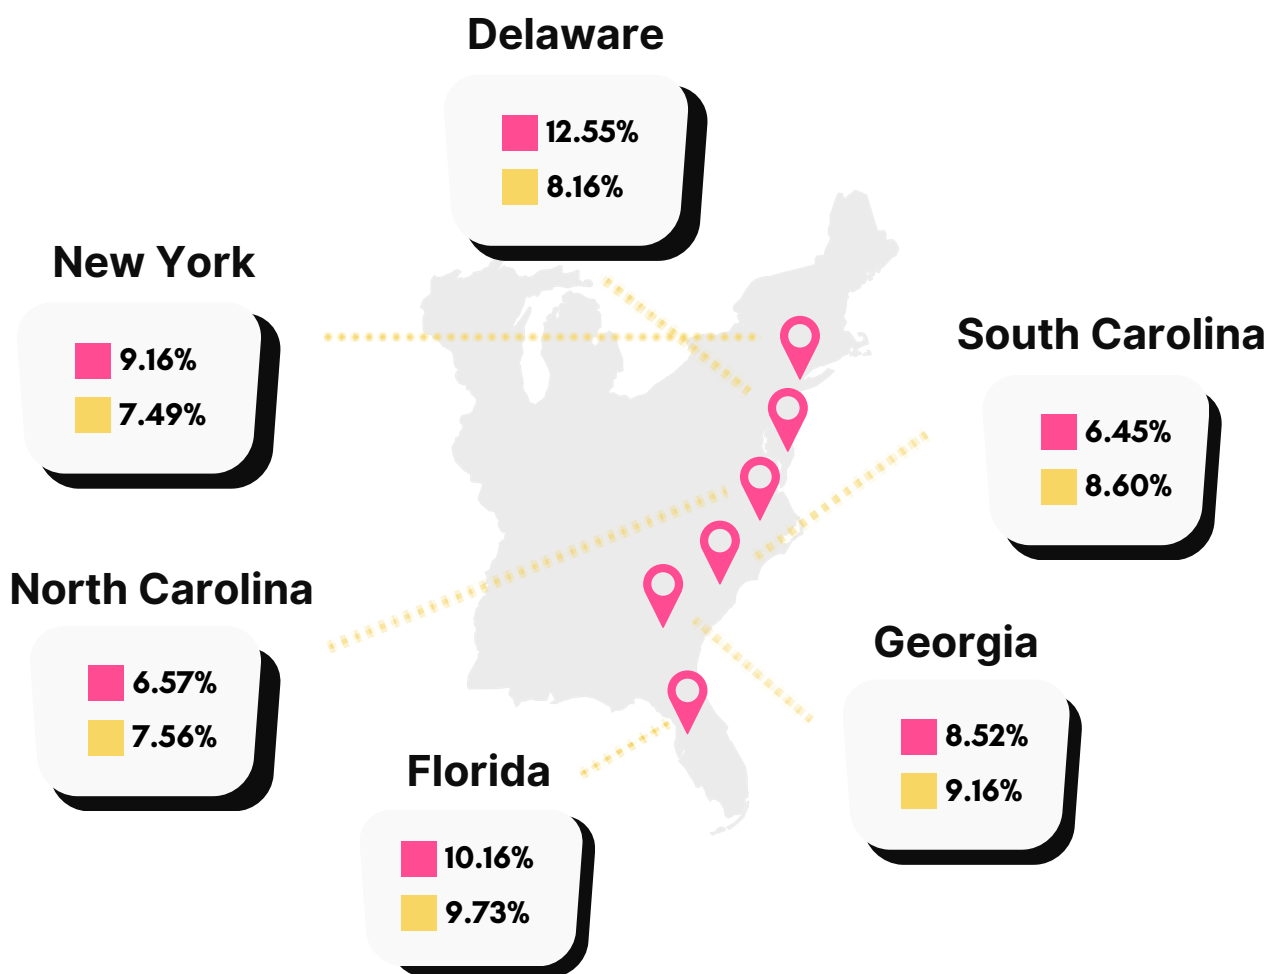 Delaware
12.55%
8.16%
New York
9.16%
7.49%
South Carolina
6.45%
8.60%
North Carolina
6.57%
7.56%
Georgia
8.52%
9.16%
Florida
10.16%
9.73%